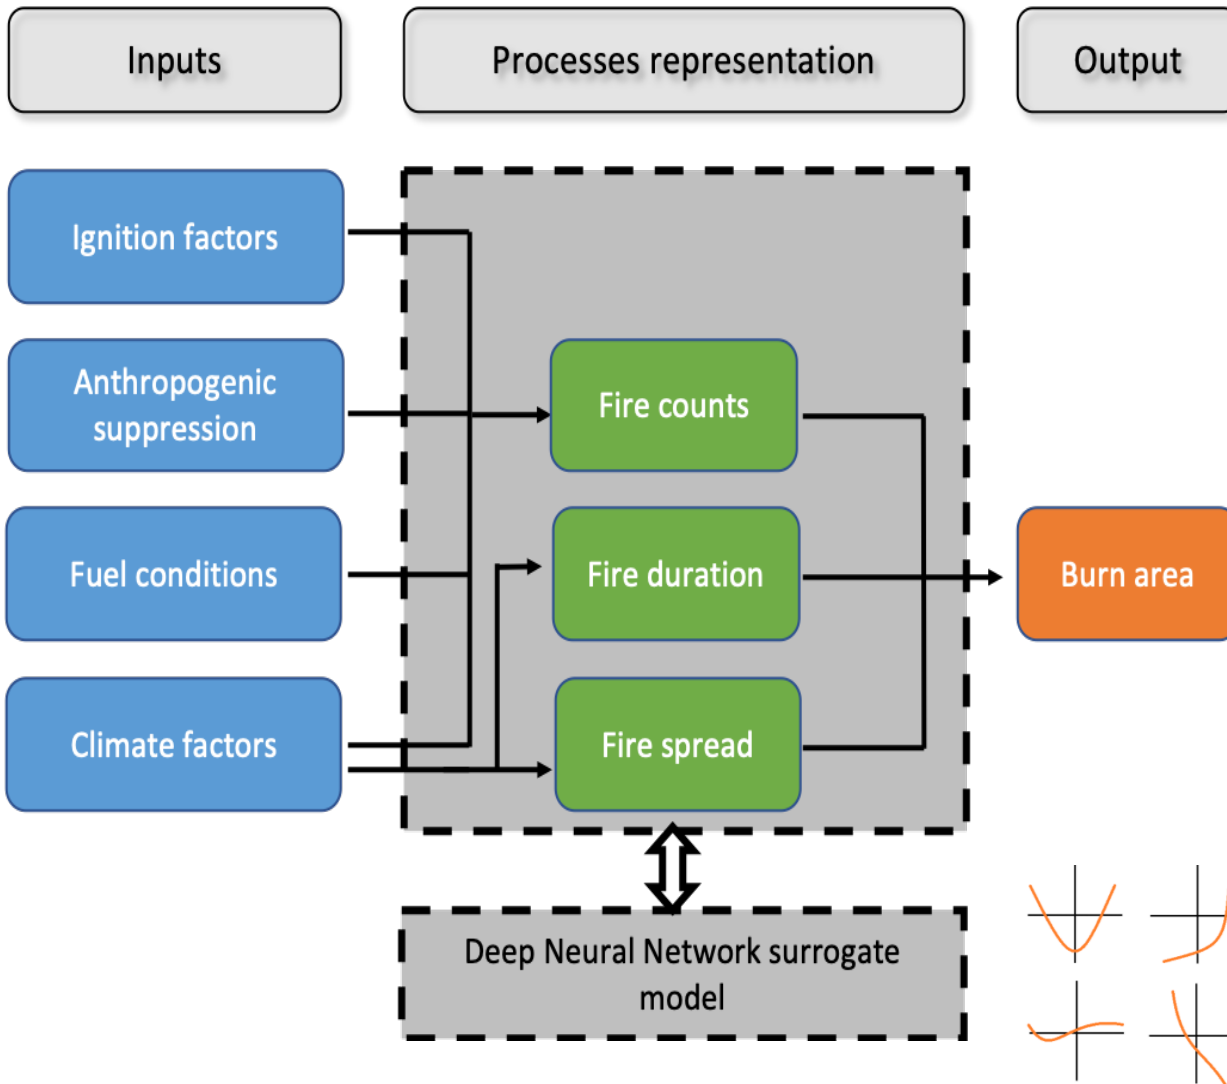 Inputs
Processes representation
Output
Ignition factors
Anthropogenic
suppression
Fire counts
Fuel conditions
Fire duration
Burn area
Climate factors
Fire spread
Deep Neural Network surrogate
model